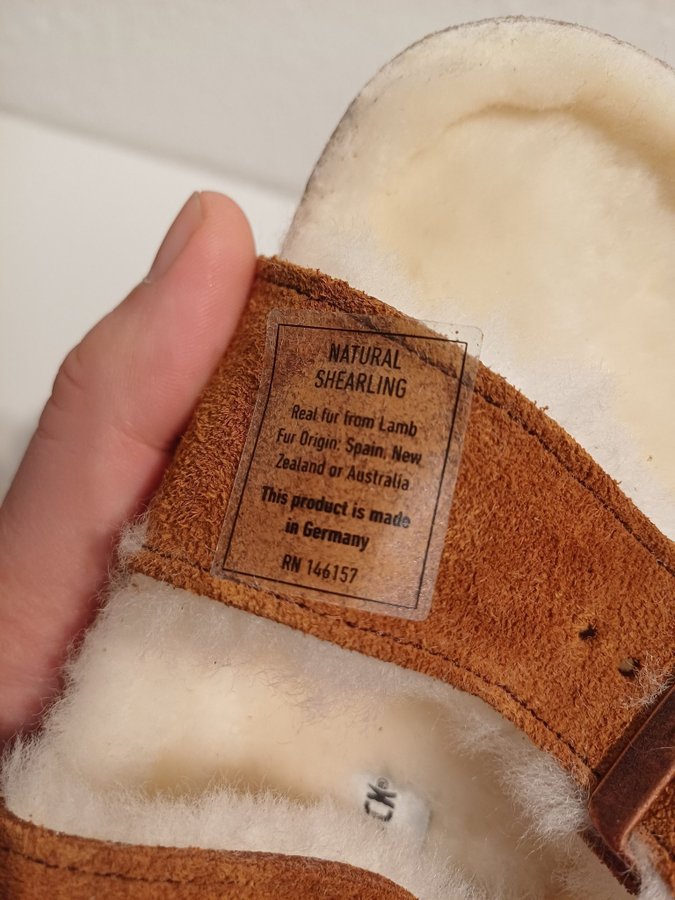 NATURAL
SHEARLING
Real fur from Lamb
Fur Origin: Spain, New
Zealand or Australia
This product is made
in Germany
RN 146157
CK®